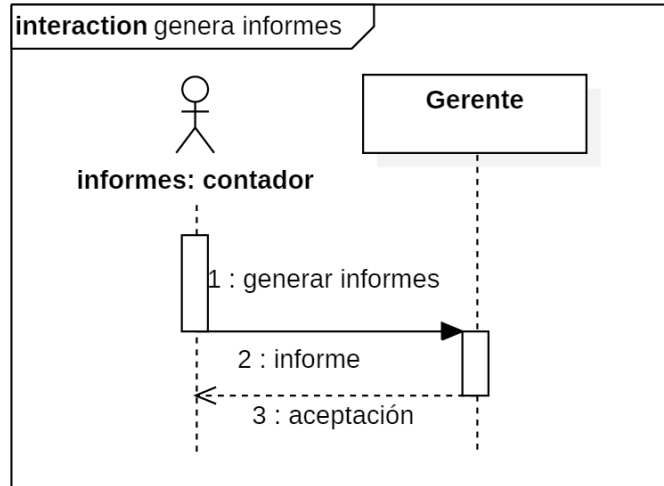 interaction genera informes
Gerente
informes: contador
1 : generar informes
2 : informe
3 : aceptación